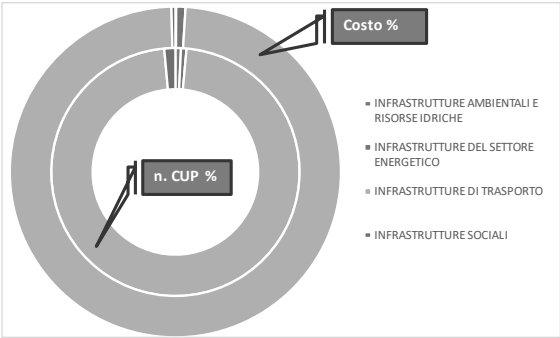 Costo %
n. CUP %
INFRASTRUTTURE AMBIENTALI E
RISORSE IDRICHE
INFRASTRUTTURE DEL SETTORE
ENERGETICO
INFRASTRUTTURE DI TRASPORTO
INFRASTRUTTURE SOCIALI